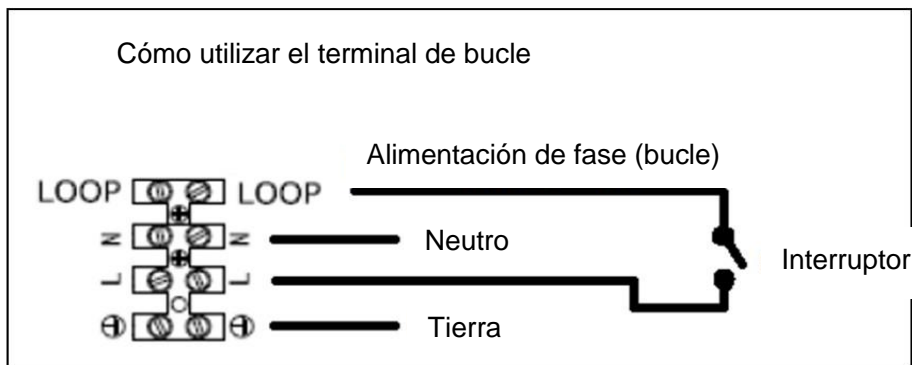 Cómo utilizar el terminal de bucle
Alimentación de fase (bucle)
LOOP LOOP
N N Neutro
Interruptor
L L
Tierra